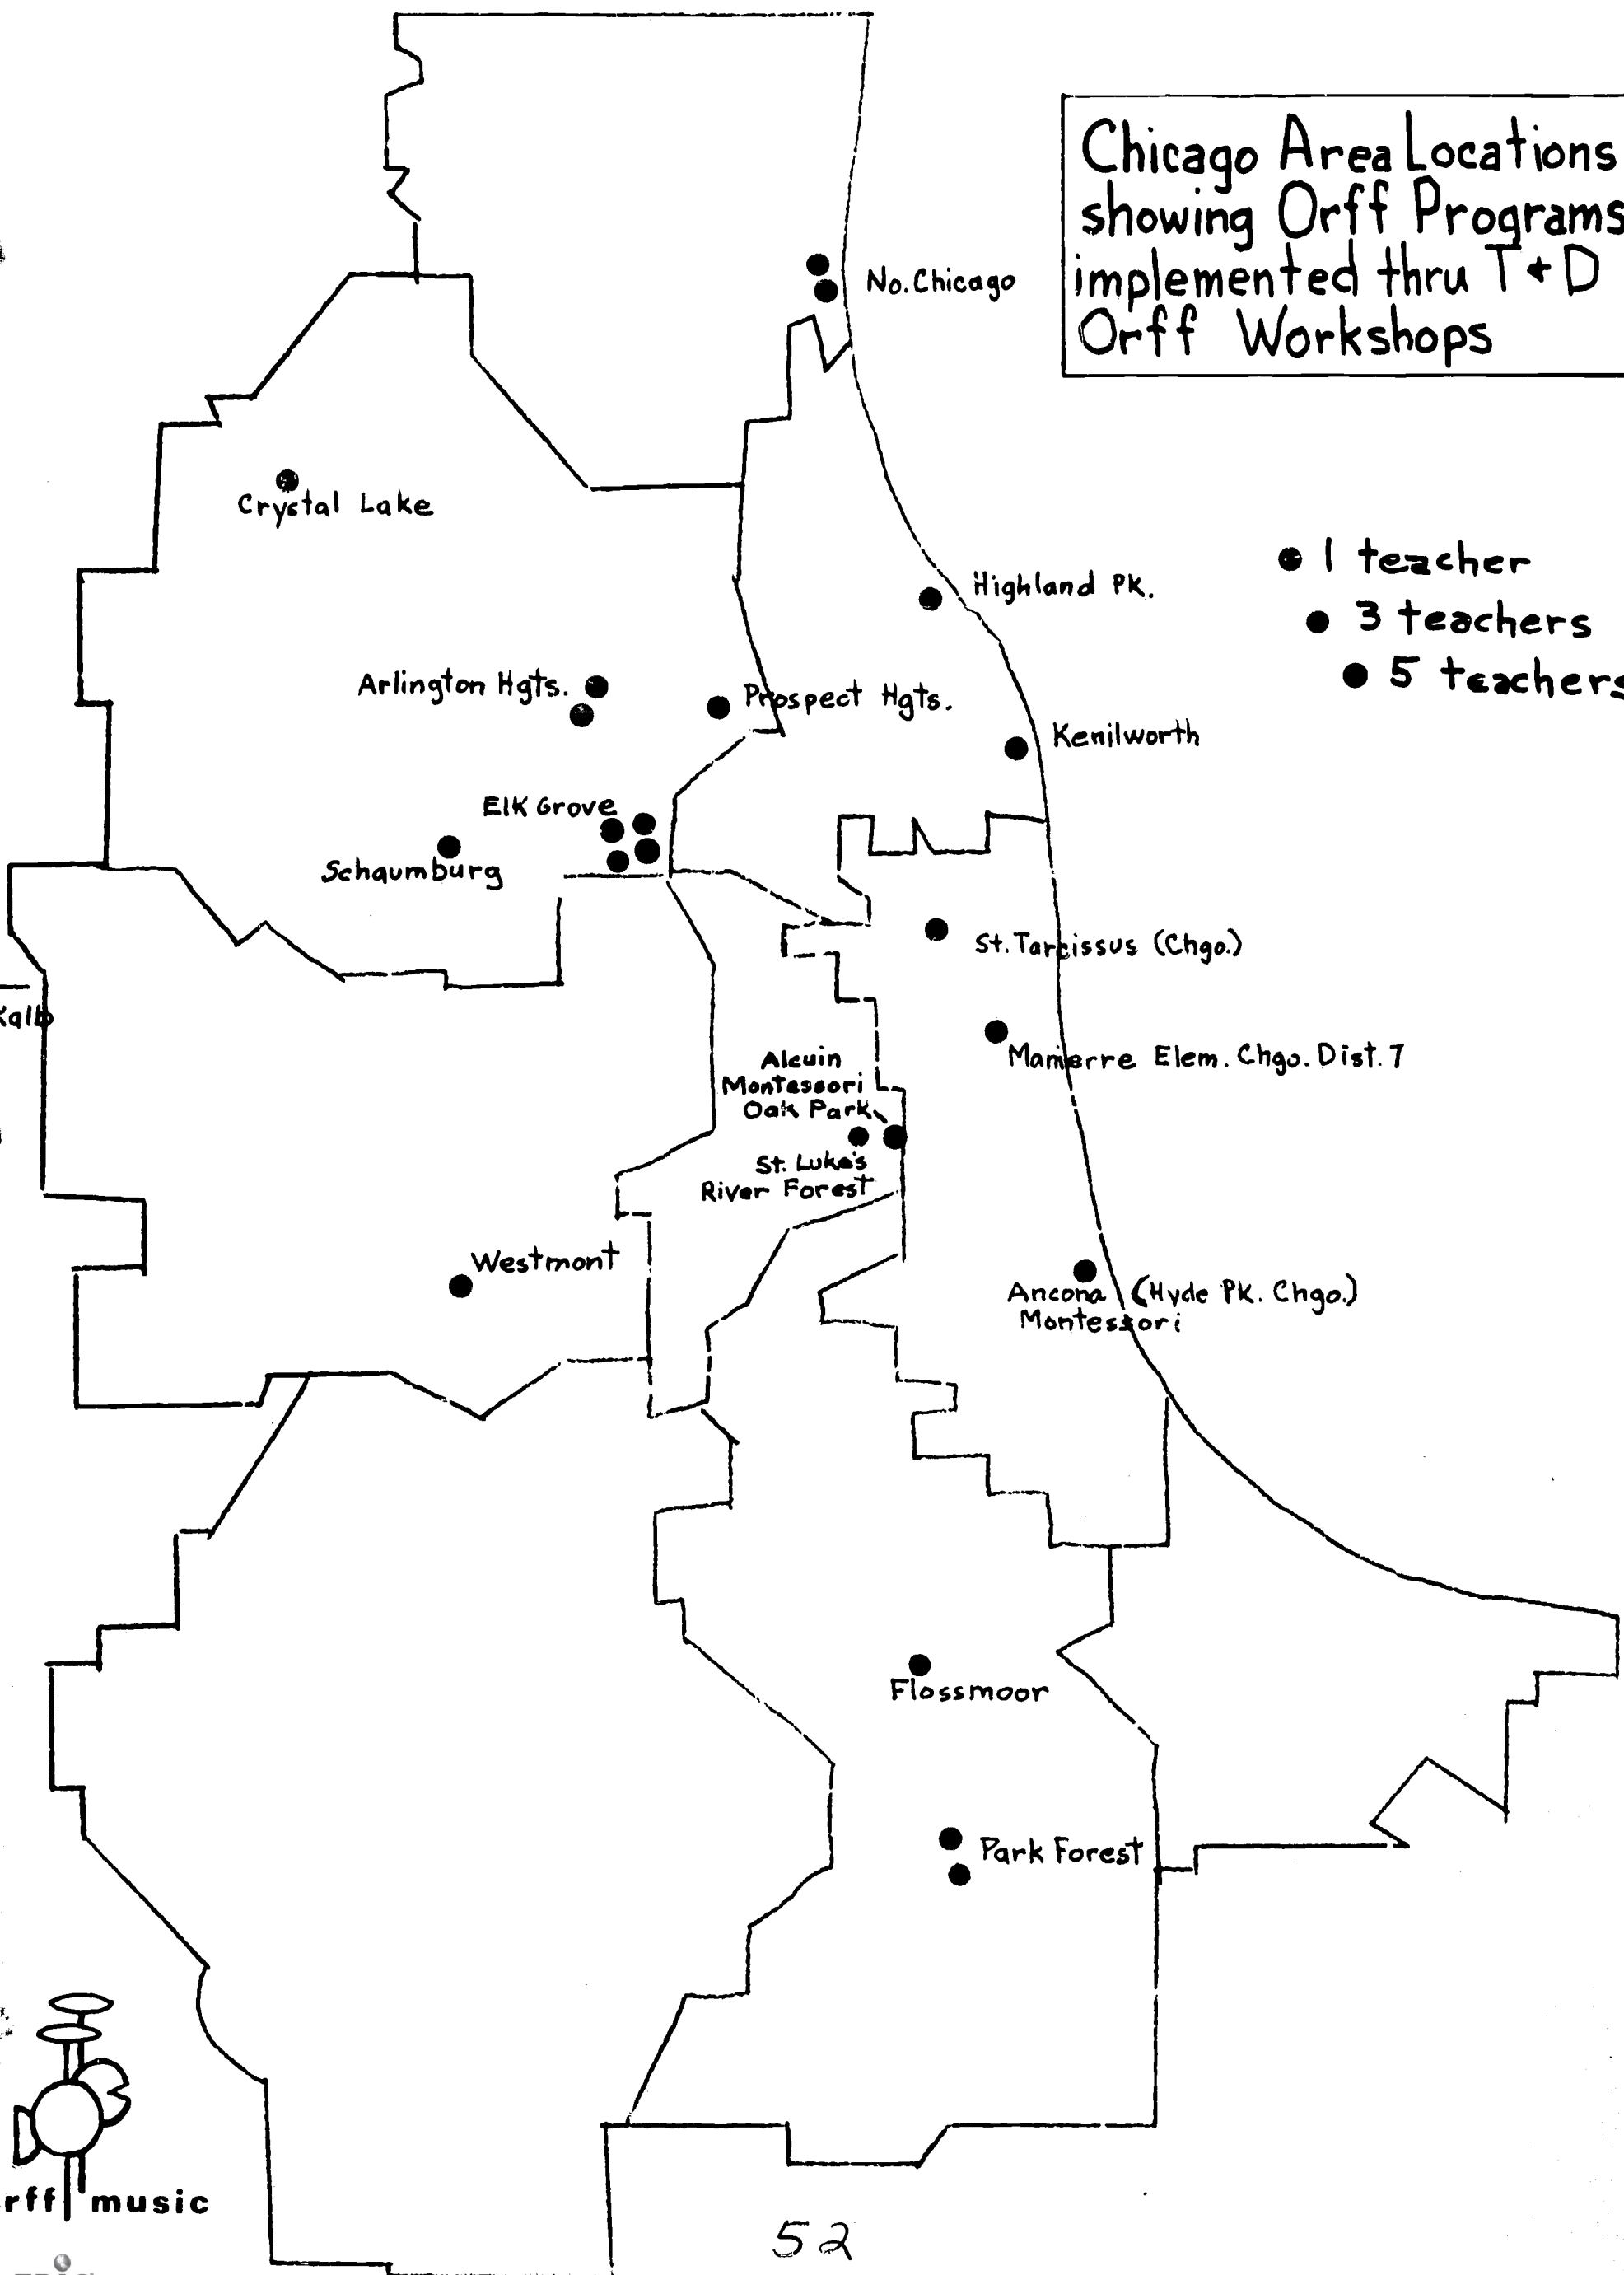 Chicago Area Locations
showing Orff Programs
implemented thru T & D
Orff Workshops
No. Chicago
Crystal Lake
Highland Pk.
1 teacher
3 teachers
5 teachers
Arlington Hgts.
Prospect Hgts.
Kenilworth
Elk Grove
Schaumburg
St. Tarcissus (Chgo.)
Kalb
Manierre Elem. Chgo. Dist. 7
Alcuin
Montessori
Oak Park
St. Luke's
River Forest
Westmont
Ancona (Hyde Pk. Chgo.)
Montessori
Flossmoor
Park Forest
rff music
52